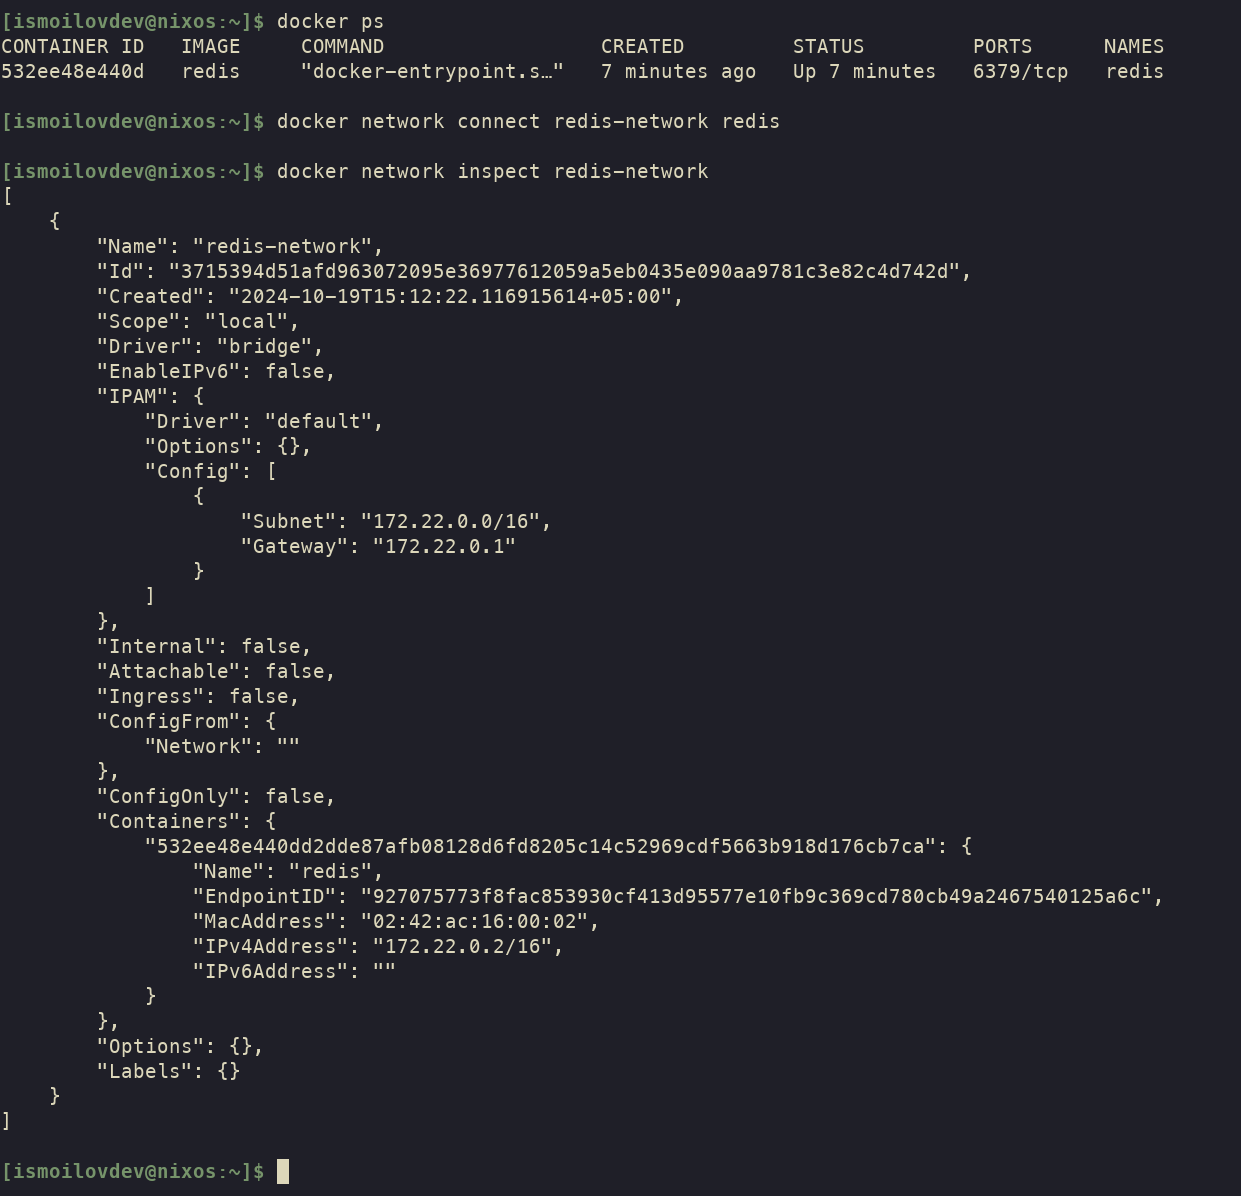 [ismoilovdev@nixos:~]$ docker ps
CONTAINER ID   IMAGE     COMMAND                  CREATED         STATUS         PORTS      NAMES
532ee48e440d   redis     "docker-entrypoint.s…"   7 minutes ago   Up 7 minutes   6379/tcp   redis

[ismoilovdev@nixos:~]$ docker network connect redis-network redis

[ismoilovdev@nixos:~]$ docker network inspect redis-network
[
    {
        "Name": "redis-network",
        "Id": "3715394d51afd963072095e36977612059a5eb0435e090aa9781c3e82c4d742d",
        "Created": "2024-10-19T15:12:22.116915614+05:00",
        "Scope": "local",
        "Driver": "bridge",
        "EnableIPv6": false,
        "IPAM": {
            "Driver": "default",
            "Options": {},
            "Config": [
                {
                    "Subnet": "172.22.0.0/16",
                    "Gateway": "172.22.0.1"
                }
            ]
        },
        "Internal": false,
        "Attachable": false,
        "Ingress": false,
        "ConfigFrom": {
            "Network": ""
        },
        "ConfigOnly": false,
        "Containers": {
            "532ee48e440dd2dde87afb08128d6fd8205c14c52969cdf5663b918d176cb7ca": {
                "Name": "redis",
                "EndpointID": "927075773f8fac853930cf413d95577e10fb9c369cd780cb49a2467540125a6c",
                "MacAddress": "02:42:ac:16:00:02",
                "IPv4Address": "172.22.0.2/16",
                "IPv6Address": ""
            }
        },
        "Options": {},
        "Labels": {}
    }
]

[ismoilovdev@nixos:~]$